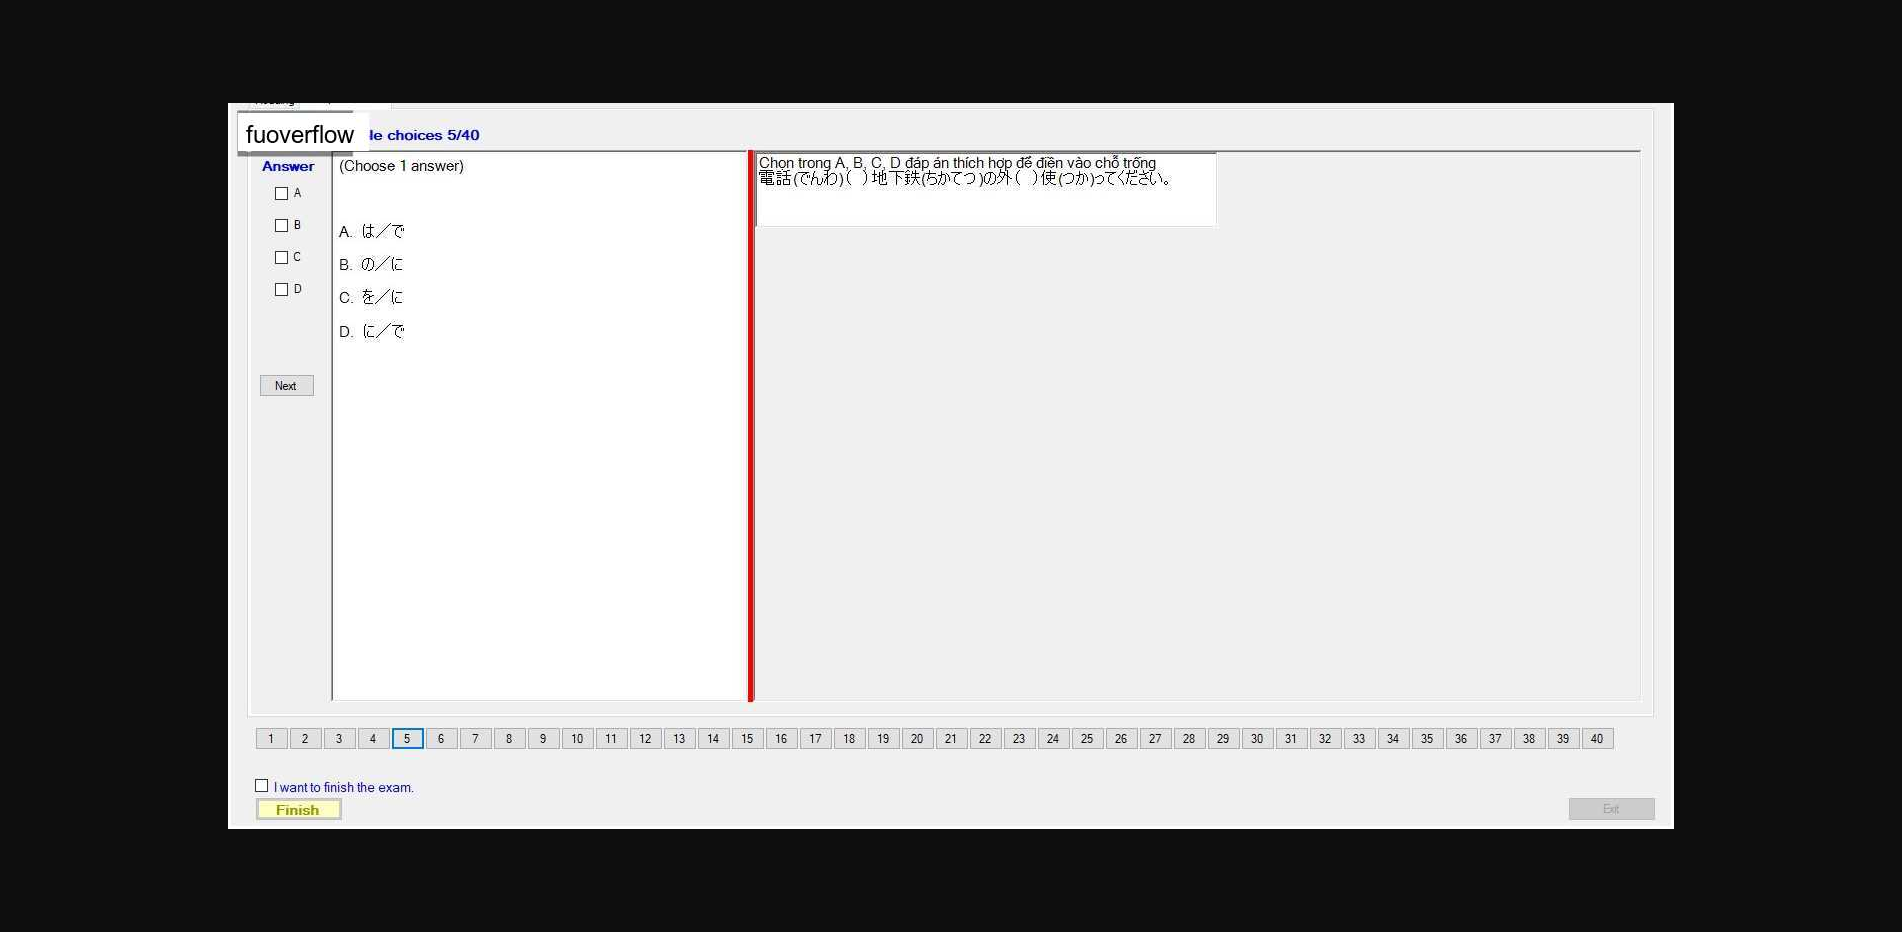 fuoverflow
le choices 5/40
Answer
(Choose 1 answer)
A
B
C
D
A. は／で
B. の／に
C. を／に
D. に／で
Next
Chọn trong A, B, C, D đáp án thích hợp để điền vào chỗ trống
電話(でんわ)(  )地下鉄(ちかてつ)の外(  )使(つか)ってください。
1 2 3 4 5 6 7 8 9 10 11 12 13 14 15 16 17 18 19 20 21 22 23 24 25 26 27 28 29 30 31 32 33 34 35 36 37 38 39 40
I want to finish the exam.
Finish
Exit